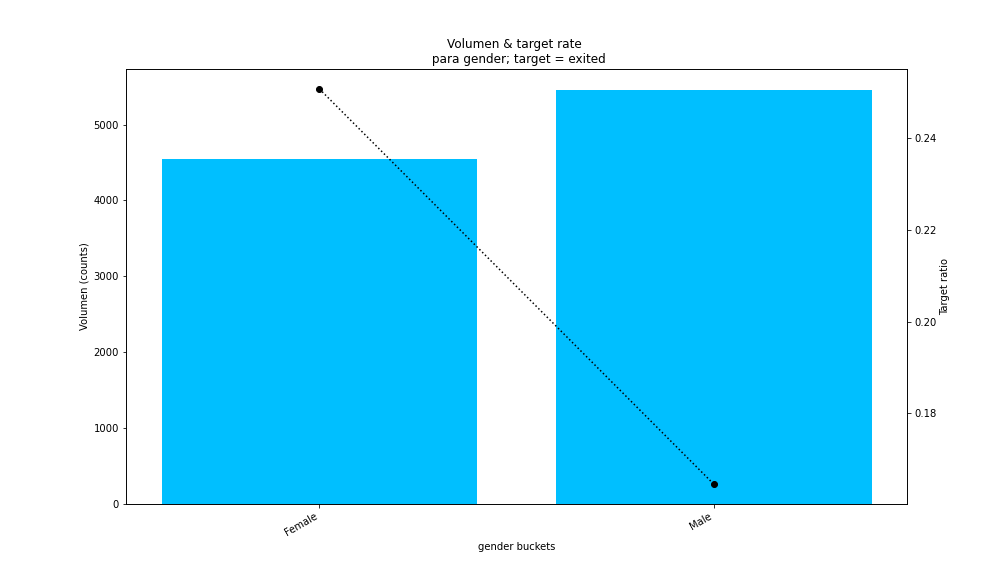 Volumen & target rate
para gender; target = exited
Volumen (counts)
5000
4000
3000
2000
1000
0
0.24
0.22
0.20
0.18
Target ratio
Female
Male
gender buckets